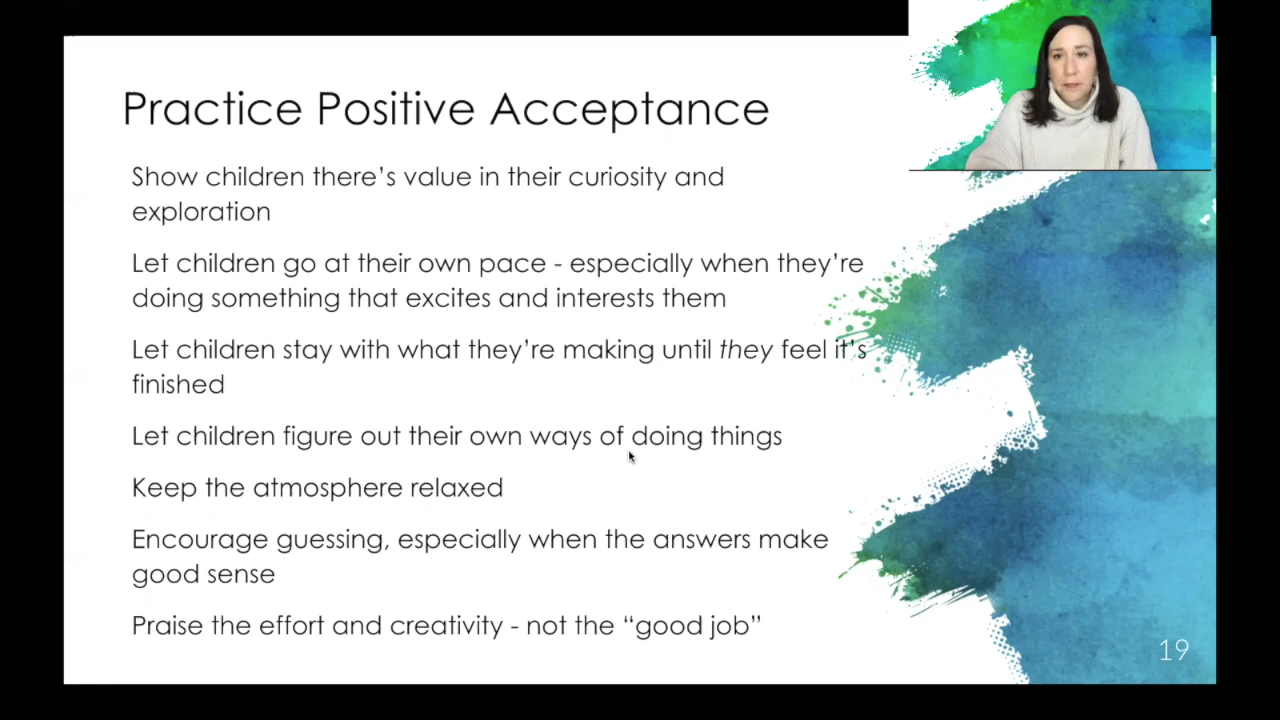 Practice Positive Acceptance
Show children there’s value in their curiosity and
exploration
Let children go at their own pace - especially when they’re
doing something that excites and interests them
Let children stay with what they’re making until they feel it’s
finished
Let children figure out their own ways of doing things
Keep the atmosphere relaxed
Encourage guessing, especially when the answers make
good sense
Praise the effort and creativity - not the “good job”
19